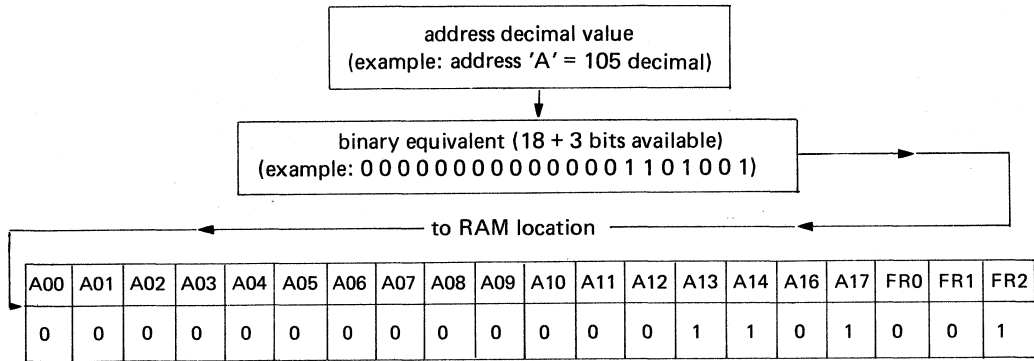 address decimal value
(example: address 'A' = 105 decimal)
binary equivalent (18 + 3 bits available)
(example: 0 0 0 0 0 0 0 0 0 0 0 0 0 0 1 1 0 1 0 0 1)
to RAM location
A00 A01 A02 A03 A04 A05 A06 A07 A08 A09 A10 A11 A12 A13 A14 A16 A17 FR0 FR1 FR2
0 0 0 0 0 0 0 0 0 0 0 0 0 1 1 0 1 0 0 1